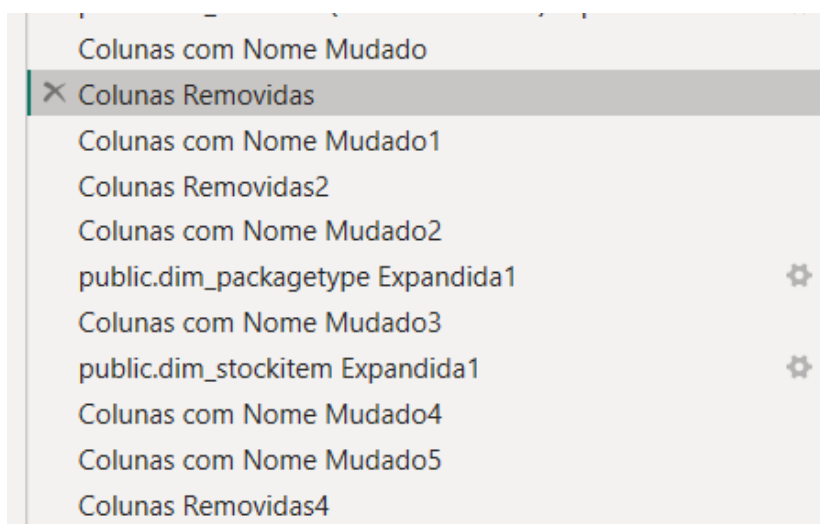 Colunas com Nome Mudado
Colunas Removidas
Colunas com Nome Mudado1
Colunas Removidas2
Colunas com Nome Mudado2
public.dim_packagetype Expandida1
Colunas com Nome Mudado3
public.dim_stockitem Expandida1
Colunas com Nome Mudado4
Colunas com Nome Mudado5
Colunas Removidas4